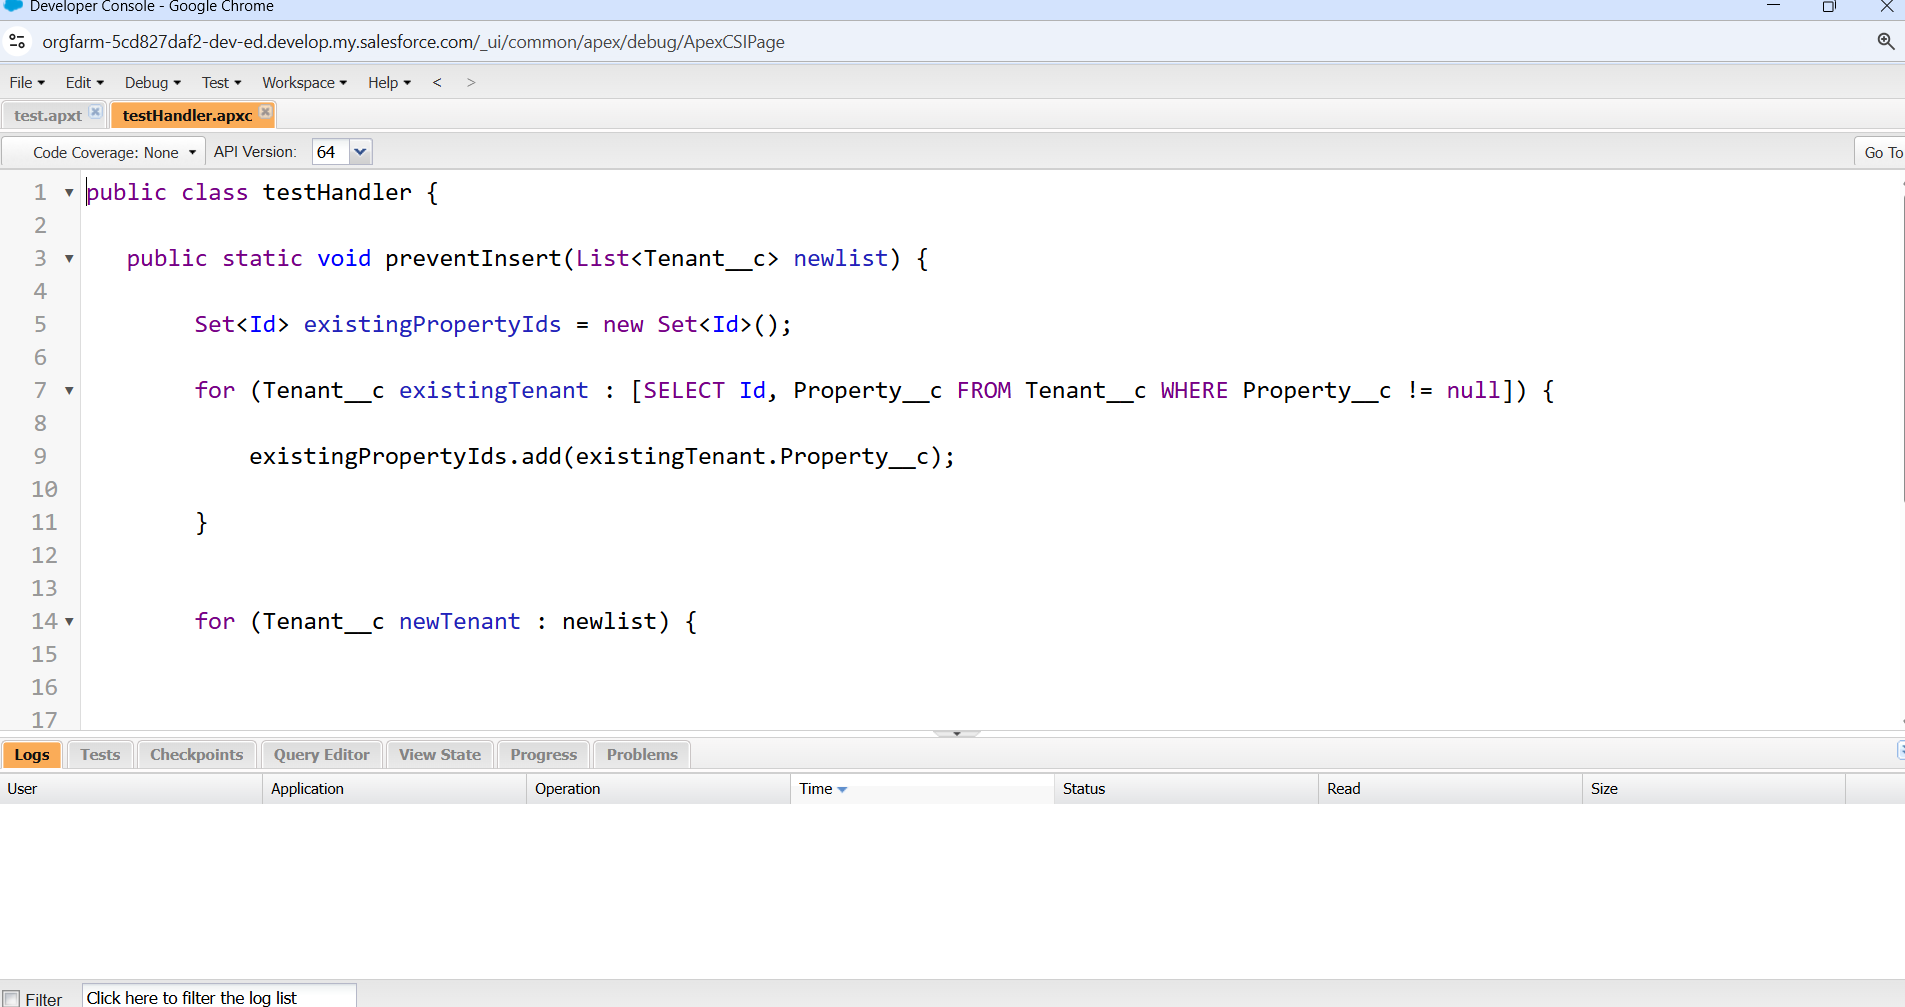 Developer Console - Google Chrome
orgfarm-5cd827daf2-dev-ed.develop.my.salesforce.com/_ui/common/apex/debug/ApexCSIPage
File Edit Debug Test Workspace Help < >
test.apxt testHandler.apxc
Code Coverage: None API Version: 64 Go To
1 public class testHandler {
2
3 public static void preventInsert(List<Tenant__c> newlist) {
4
5 Set<Id> existingPropertyIds = new Set<Id>();
6
7 for (Tenant__c existingTenant : [SELECT Id, Property__c FROM Tenant__c WHERE Property__c != null]) {
8
9 existingPropertyIds.add(existingTenant.Property__c);
10
11 }
12
13
14 for (Tenant__c newTenant : newlist) {
15
16
17
Logs Tests Checkpoints Query Editor View State Progress Problems
User Application Operation Time Status Read Size
Filter Click here to filter the log list